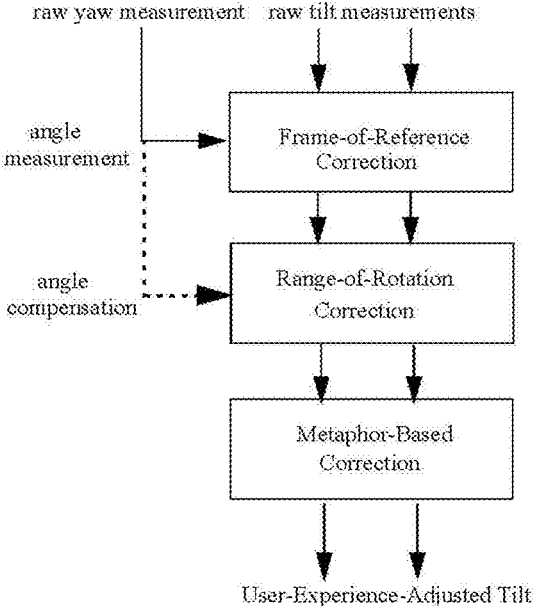 raw yaw measurement
raw tilt measurements
angle
measurement
Frame-of-Reference
Correction
angle
compensation
Range-of-Rotation
Correction
Metaphor-Based
Correction
User-Experience-Adjusted Tilt